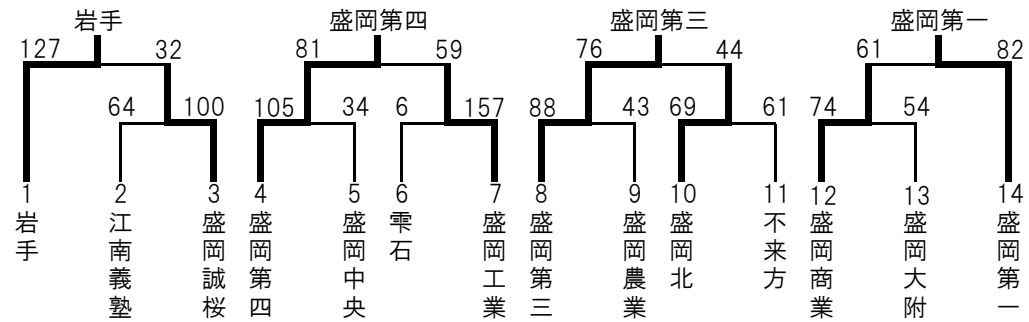 岩手 盛岡第四 盛岡第三 盛岡第一
127 32 81 59 76 44 61 82
64 100 105 34 6 157 88 43 69 61 74 54
1 2 3 4 5 6 7 8 9 10 11 12 13 14
岩手
江南義塾
盛岡誠桜
盛岡第四
盛岡中央
雫石
盛岡工業
盛岡第三
盛岡農業
盛岡北
不来方
盛岡商業
盛岡大附
盛岡第一